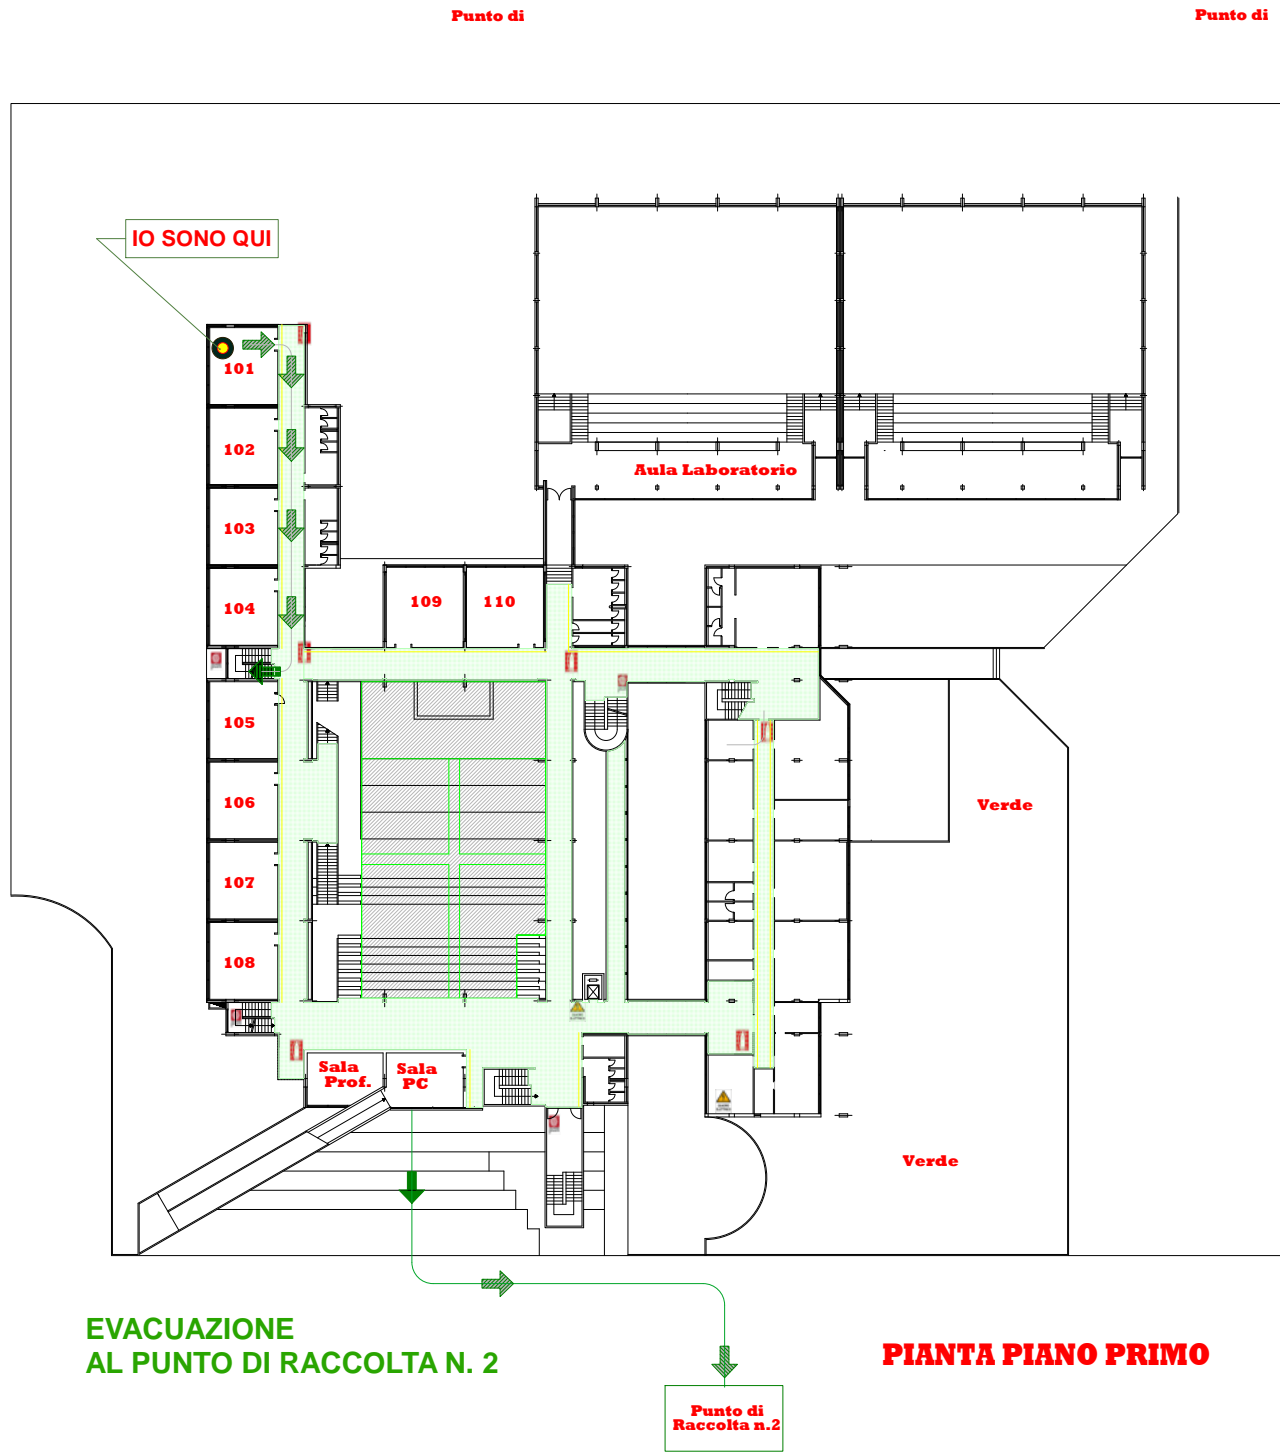 Punto di
Punto di
IO SONO QUI
101
102
Aula Laboratorio
103
104
109
110
105
106
Verde
107
108
Sala
Prof.
Sala
PC
Verde
EVACUAZIONE
AL PUNTO DI RACCOLTA N. 2
PIANTA PIANO PRIMO
Punto di
Raccolta n.2